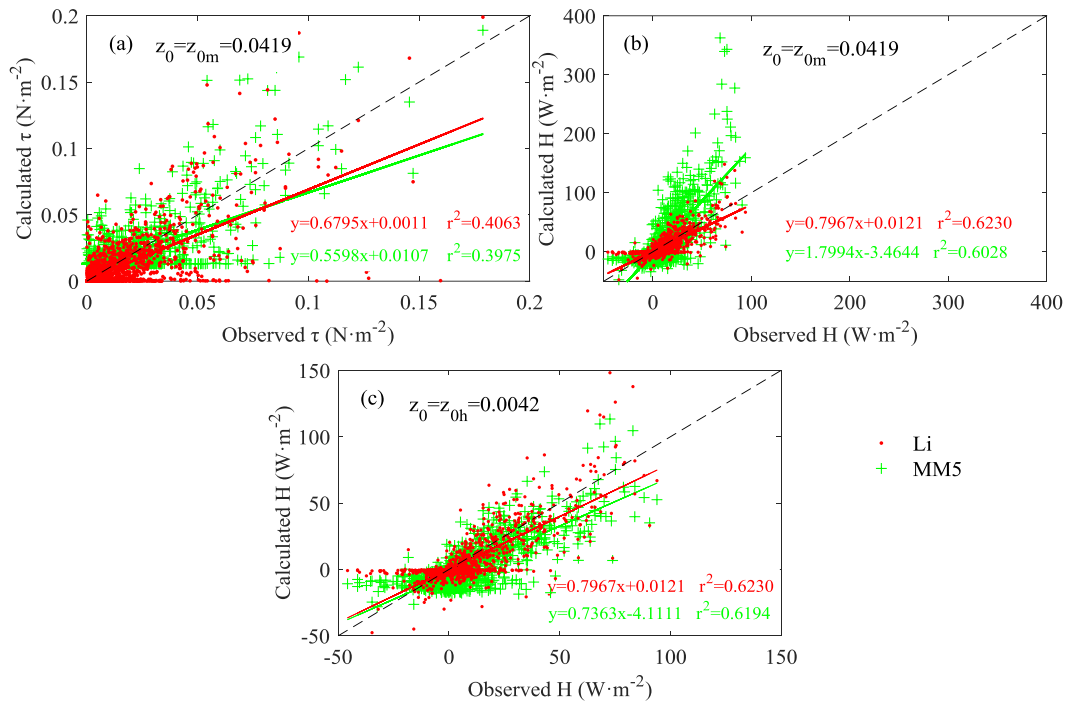 (a) z₀=z₀ₘ=0.0419
0.2
0.15
0.1
0.05
0
Calculated τ (N·m⁻²)
y=0.6795x+0.0011 r²=0.4063
y=0.5598x+0.0107 r²=0.3975
0 0.05 0.1 0.15 0.2
Observed τ (N·m⁻²)
(b) z₀=z₀ₘ=0.0419
400
300
200
100
0
Calculated H (W·m⁻²)
y=0.7967x+0.0121 r²=0.6230
y=1.7994x-3.4644 r²=0.6028
0 100 200 300 400
Observed H (W·m⁻²)
(c) z₀=z₀ₕ=0.0042
150
100
50
0
-50
Calculated H (W·m⁻²)
y=0.7967x+0.0121 r²=0.6230
y=0.7363x-4.1111 r²=0.6194
-50 0 50 100 150
Observed H (W·m⁻²)
Li
MM5